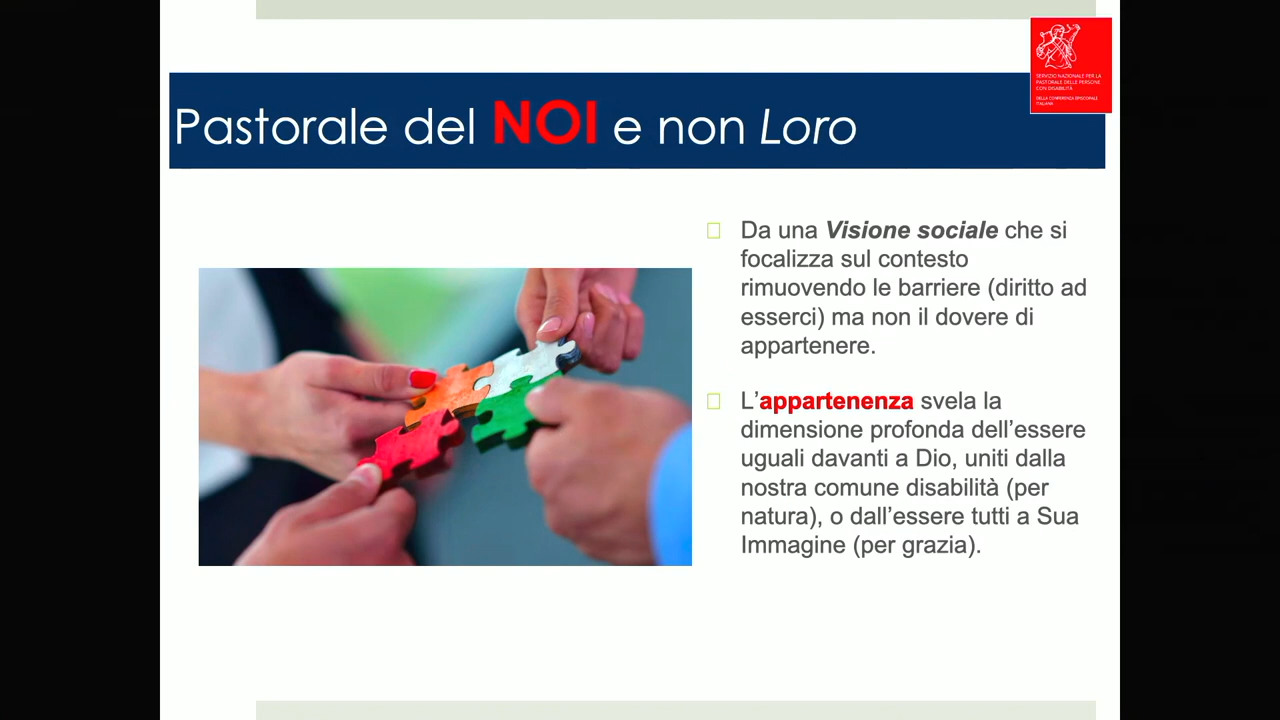 SERVIZIO NAZIONALE PER LA
PASTORALE DELLE PERSONE
CON DISABILITÀ
DELLA CONFERENZA EPISCOPALE
ITALIANA
Pastorale del NOI e non Loro
Da una Visione sociale che si
focalizza sul contesto
rimuovendo le barriere (diritto ad
esserci) ma non il dovere di
appartenere.
L’appartenenza svela la
dimensione profonda dell’essere
uguali davanti a Dio, uniti dalla
nostra comune disabilità (per
natura), o dall’essere tutti a Sua
Immagine (per grazia).